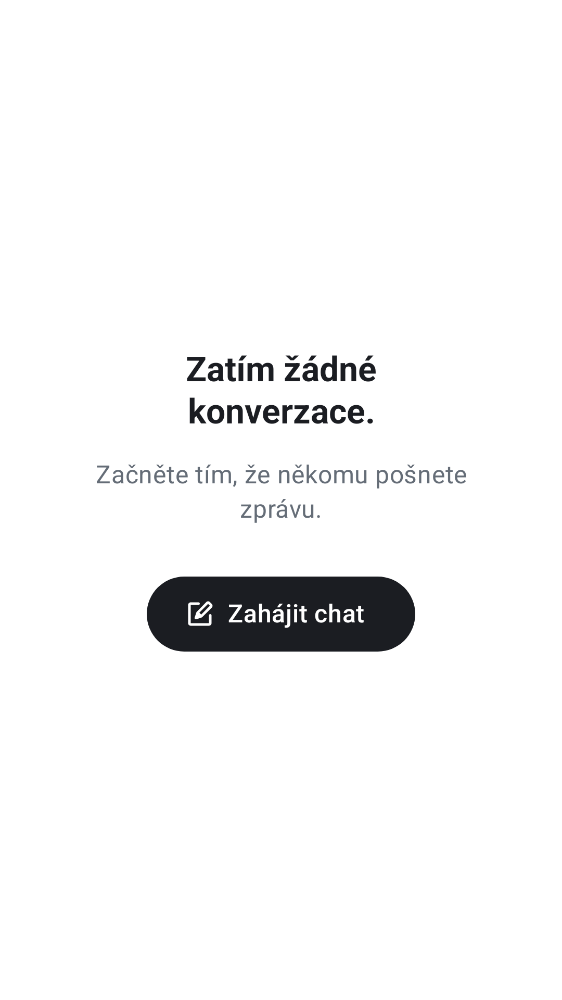 Zatím žádné
konverzace.
Začněte tím, že někomu pošnete
zprávu.
Zahájit chat